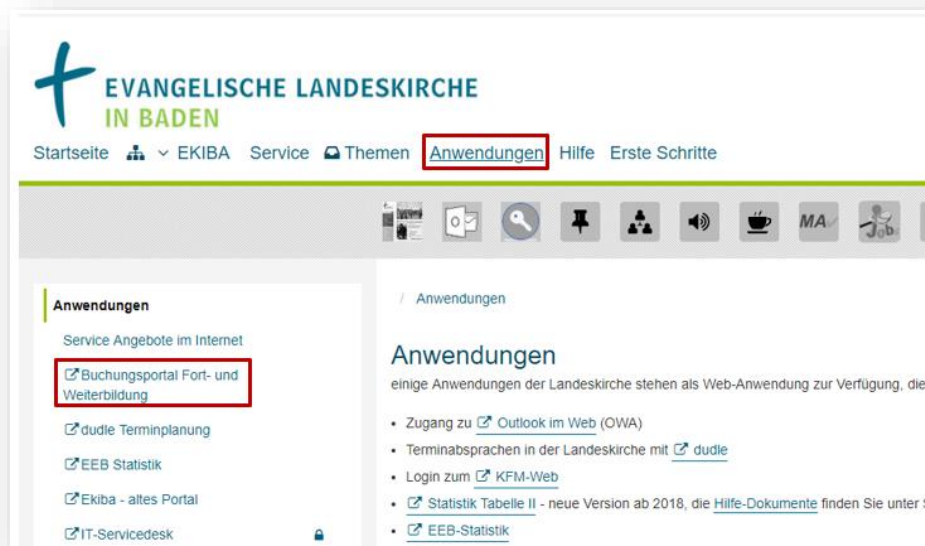 EVANGELISCHE LANDESKIRCHE
IN BADEN
Startseite EKIBA Service Themen Anwendungen Hilfe Erste Schritte
MA
Job.
Anwendungen
Service Angebote im Internet
Buchungsportal Fort- und
Weiterbildung
dudle Terminplanung
EEB Statistik
Ekiba - altes Portal
IT-Servicedesk
/ Anwendungen
Anwendungen
einige Anwendungen der Landeskirche stehen als Web-Anwendung zur Verfügung, die
• Zugang zu Outlook im Web (OWA)
• Terminabsprachen in der Landeskirche mit dudle
• Login zum KFM-Web
• Statistik Tabelle II - neue Version ab 2018, die Hilfe-Dokumente finden Sie unter
• EEB-Statistik